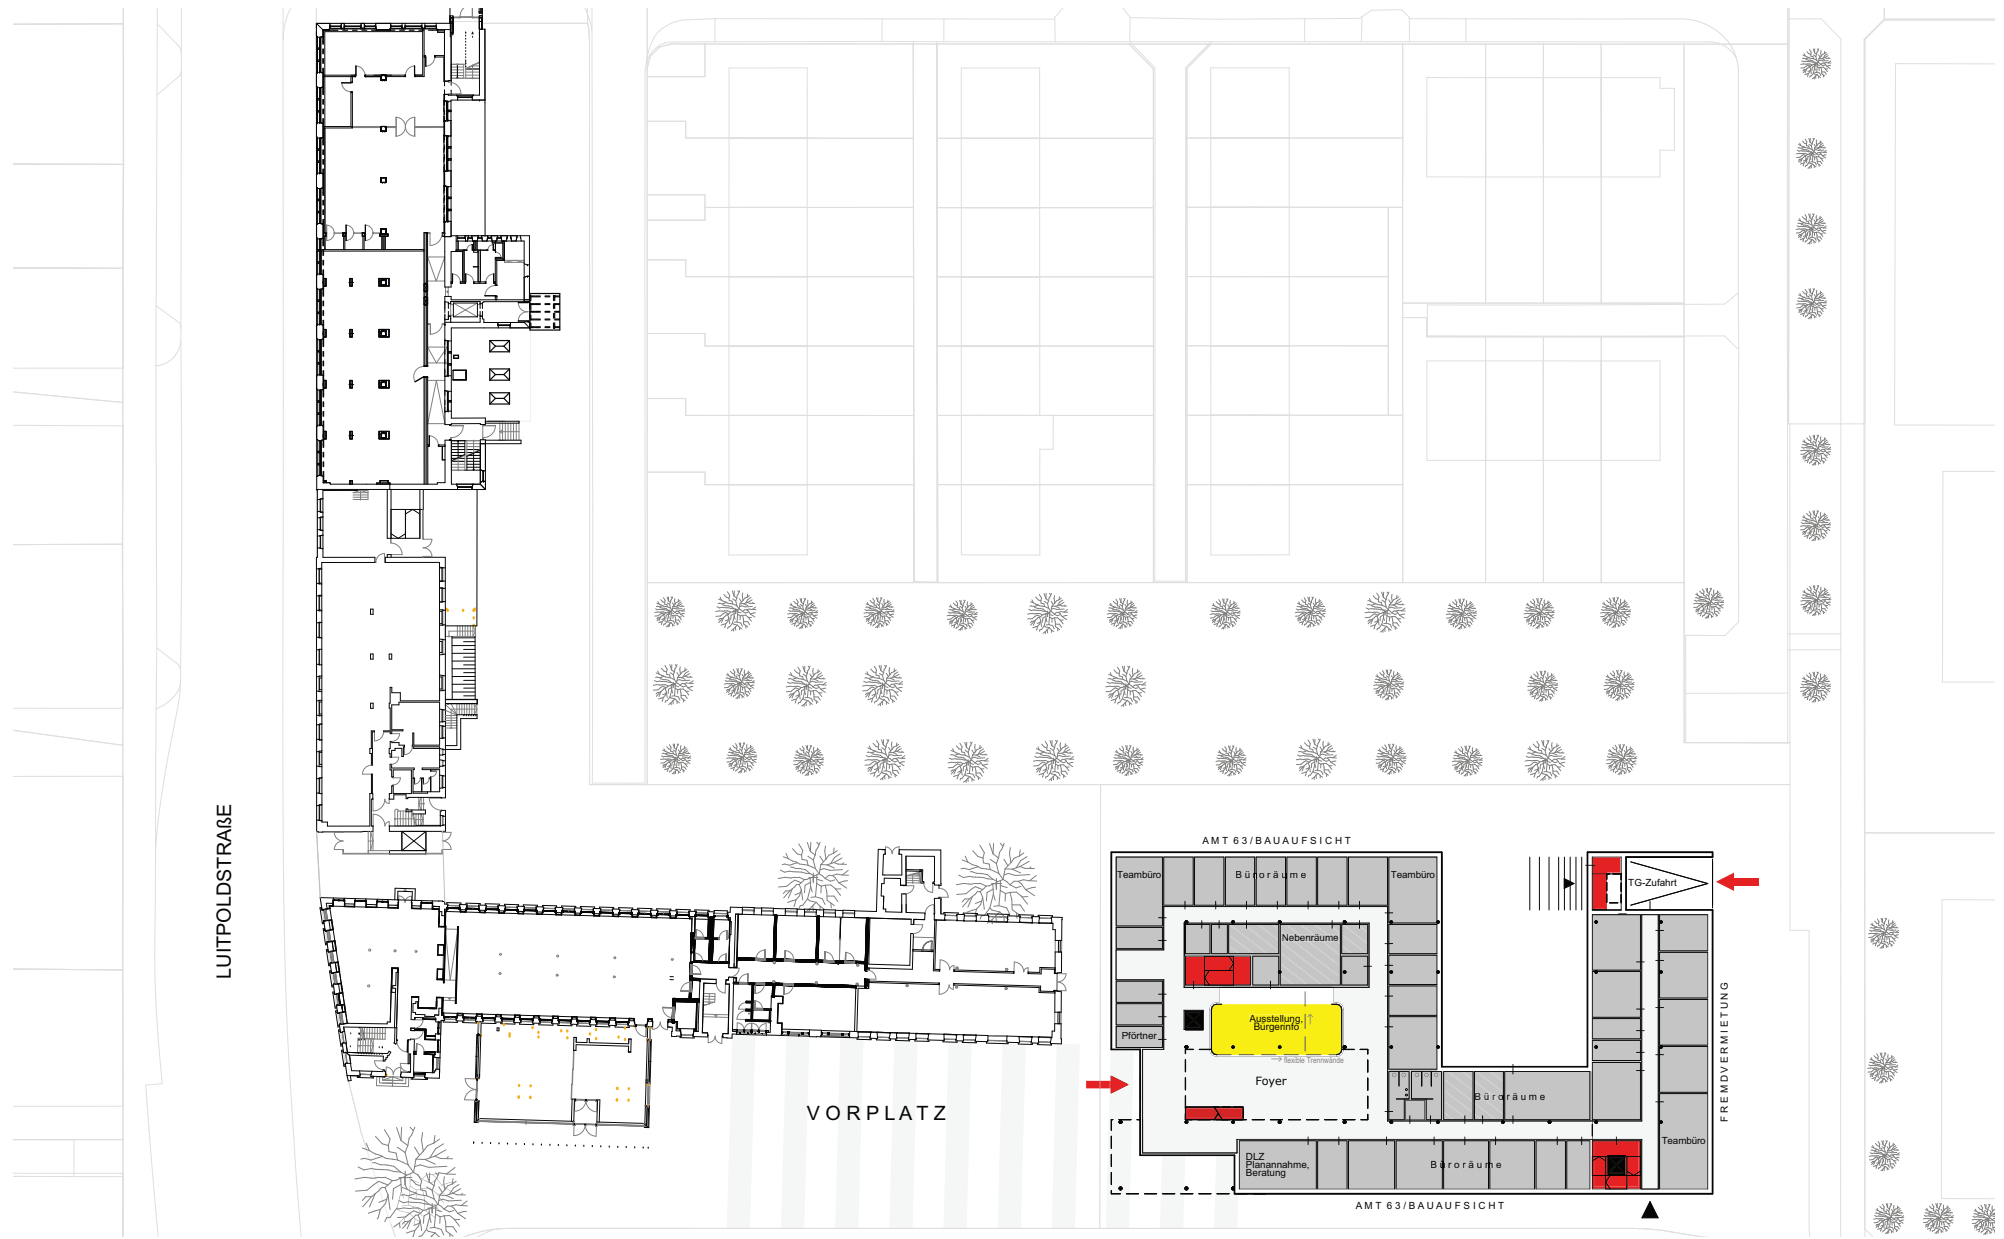 LUITPOLDSTRAßE
VORPLATZ
AMT 63/BAUAUFSICHT
Teambüro
Büroräume
Teambüro
TG-Zufahrt
Nebenräume
Ausstellung,
Bürgerinfo
flexible Trennwände
Pförtner
Foyer
FREMDVERMIETUNG
Büroräume
Teambüro
DLZ
Planannahme,
Beratung
Büroräume
AMT 63/BAUAUFSICHT